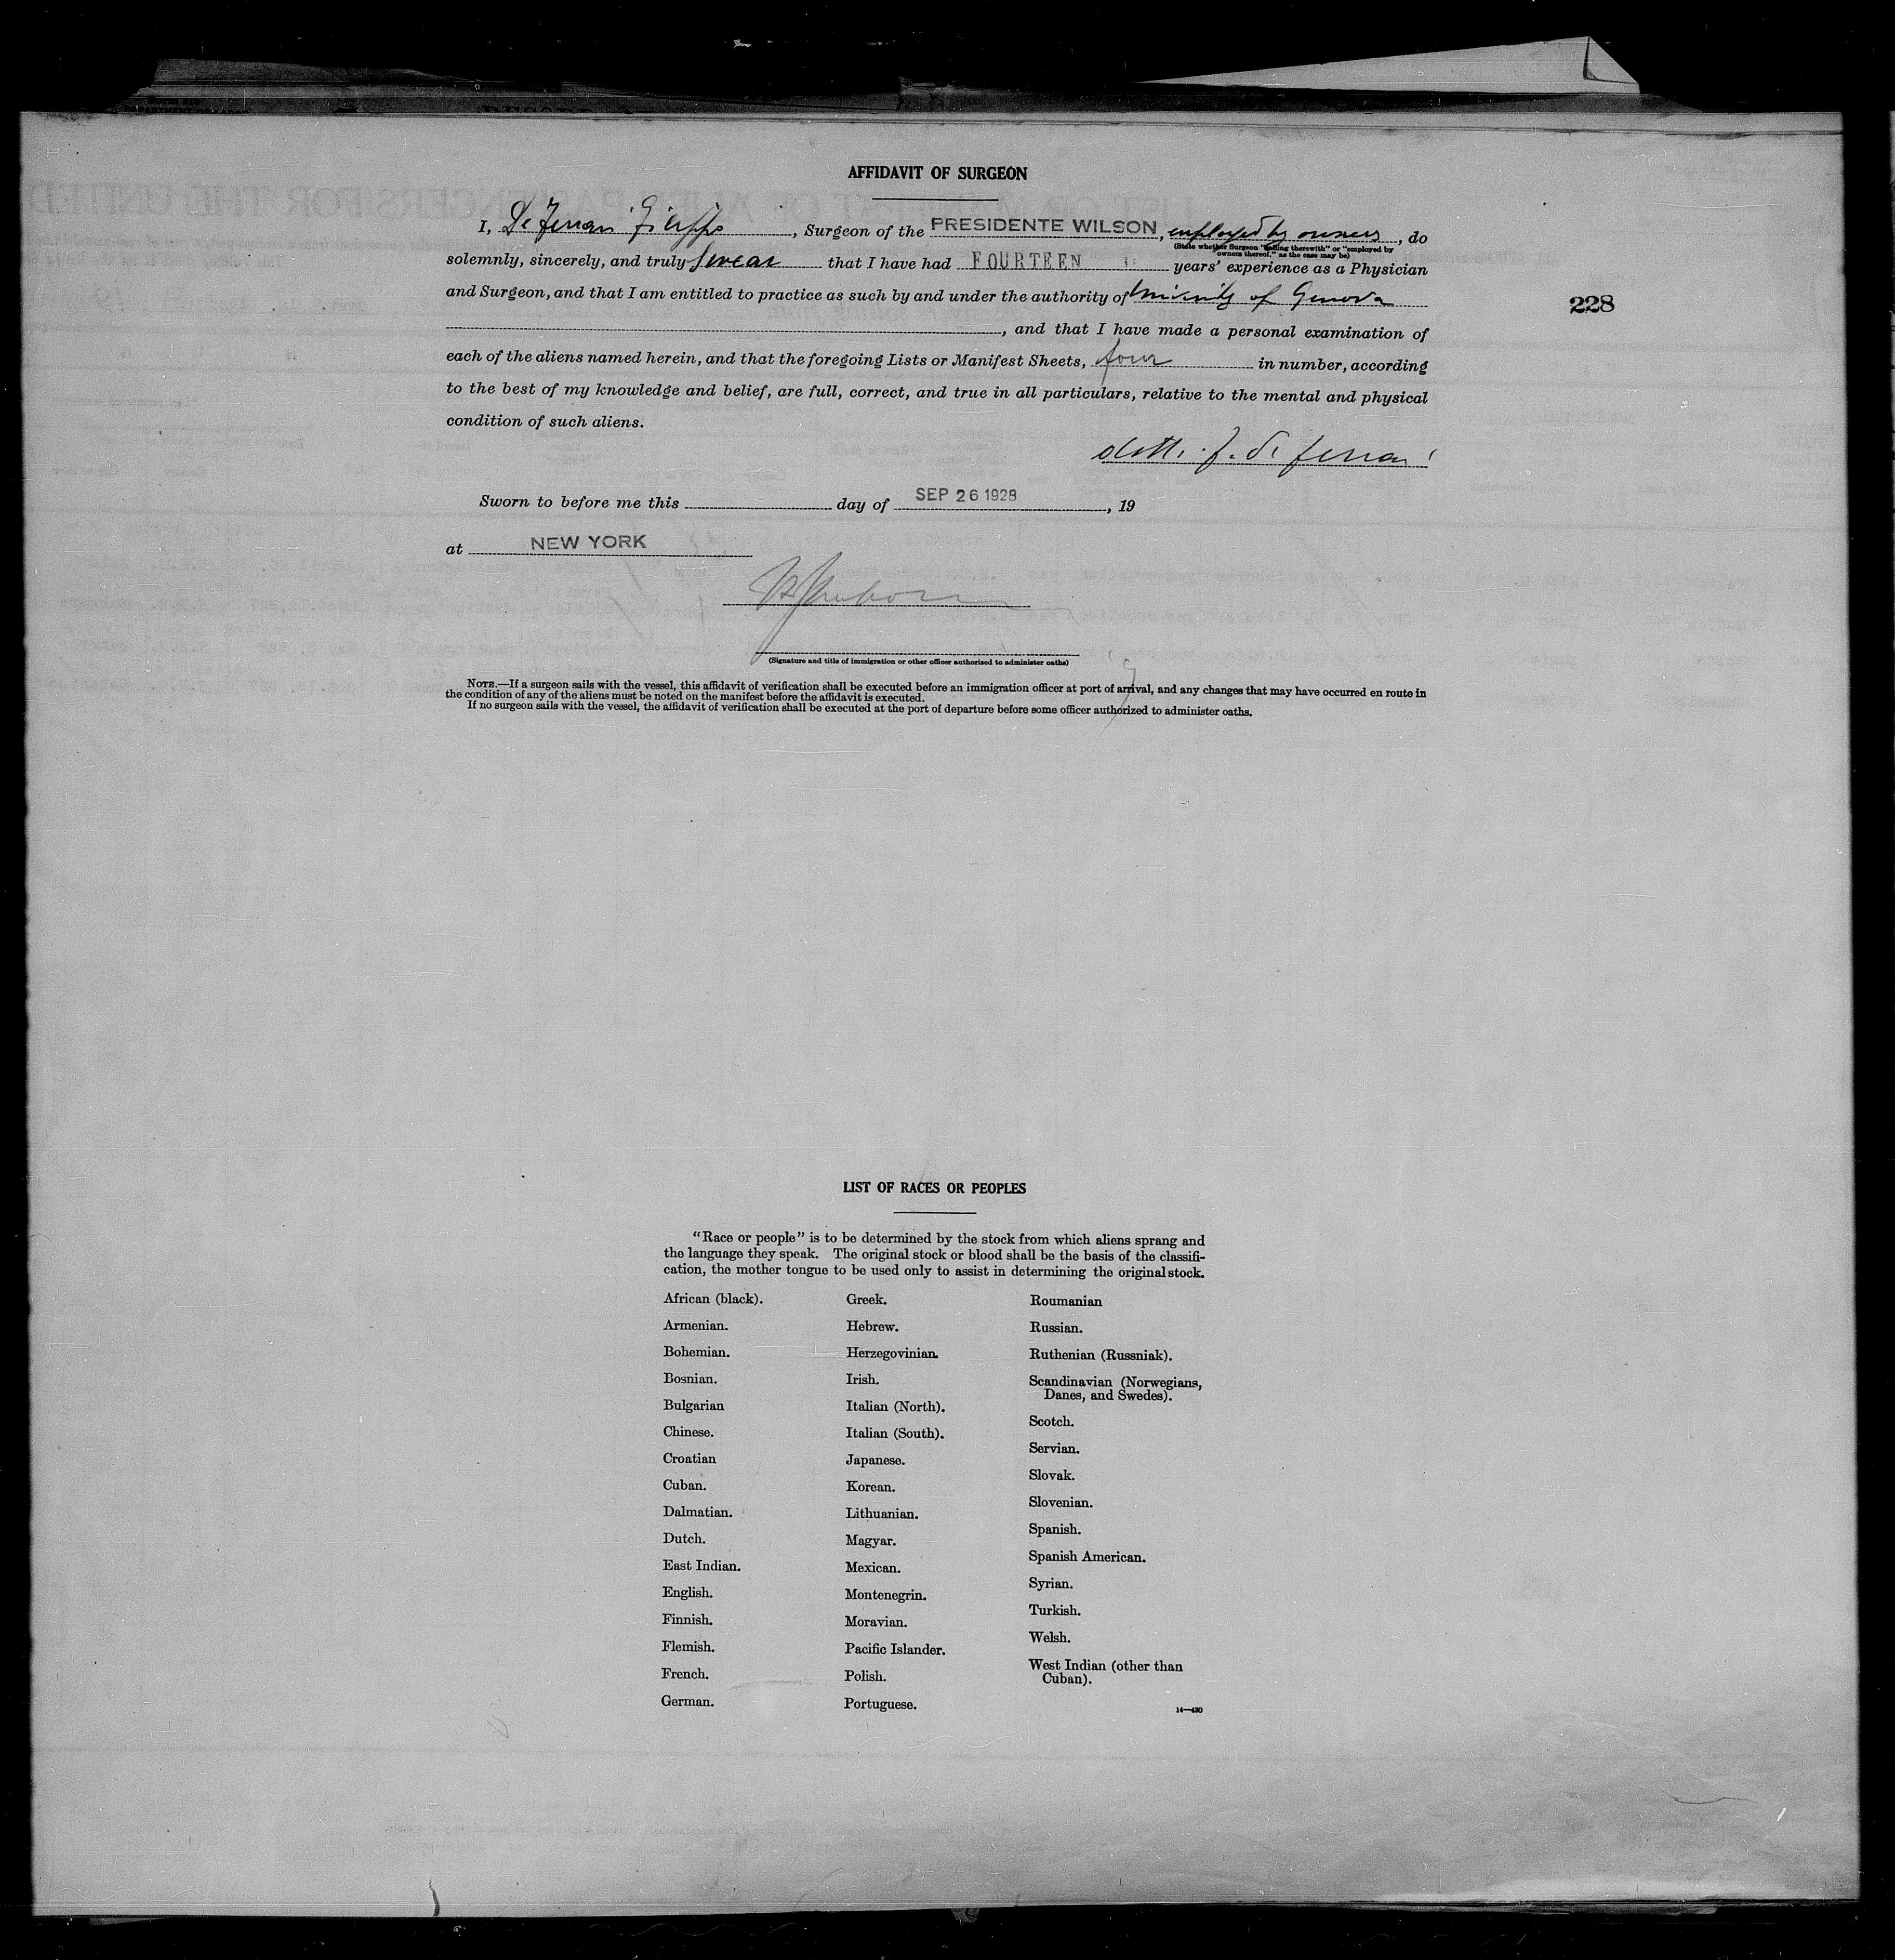 AFFIDAVIT OF SURGEON
I, De Ferrari , Surgeon of the PRESIDENTE WILSON, employed by owners, do
(State whether Surgeon "sailing therewith" or "employed by
owners thereof," as the case may be)
solemnly, sincerely, and truly swear that I have had FOURTEEN years' experience as a Physician
and Surgeon, and that I am entitled to practice as such by and under the authority of University of Genova
228
, and that I have made a personal examination of
each of the aliens named herein, and that the foregoing Lists or Manifest Sheets, four in number, according
to the best of my knowledge and belief, are full, correct, and true in all particulars, relative to the mental and physical
condition of such aliens.
dott. . De Ferrari
Sworn to before me this day of SEP 26 1928, 19
at NEW YORK
(Signature and title of immigration or other officer authorized to administer oaths)
NOTE.—If a surgeon sails with the vessel, this affidavit of verification shall be executed before an immigration officer at port of arrival, and any changes that may have occurred en route in
the condition of any of the aliens must be noted on the manifest before the affidavit is executed.
If no surgeon sails with the vessel, the affidavit of verification shall be executed at the port of departure before some officer authorized to administer oaths.
LIST OF RACES OR PEOPLES
"Race or people" is to be determined by the stock from which aliens sprang and
the language they speak. The original stock or blood shall be the basis of the classifi-
cation, the mother tongue to be used only to assist in determining the original stock.
African (black).
Armenian.
Bohemian.
Bosnian.
Bulgarian
Chinese.
Croatian
Cuban.
Dalmatian.
Dutch.
East Indian.
English.
Finnish.
Flemish.
French.
German.
Greek.
Hebrew.
Herzegovinian.
Irish.
Italian (North).
Italian (South).
Japanese.
Korean.
Lithuanian.
Magyar.
Mexican.
Montenegrin.
Moravian.
Pacific Islander.
Polish.
Portuguese.
Roumanian
Russian.
Ruthenian (Russniak).
Scandinavian (Norwegians,
Danes, and Swedes).
Scotch.
Servian.
Slovak.
Slovenian.
Spanish.
Spanish American.
Syrian.
Turkish.
Welsh.
West Indian (other than
Cuban).
14—430